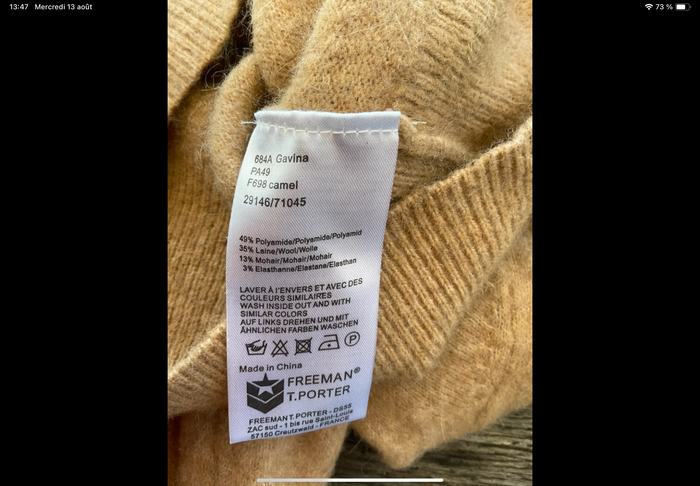 13:47 Mercredi 13 août
73 %
684A Gavina
PA49
F698 camel
29146/71045
49% Polyamide/Polyamide/Polyamid
35% Laine/Wool/Wolle
13% Mohair/Mohair/Mohair
3% Elasthanne/Elastane/Elasthan
LAVER À l'ENVERS ET AVEC DES
COULEURS SIMILAIRES
WASH INSIDE OUT AND WITH
SIMILAR COLORS
AUF LINKS DREHEN UND MIT
ÄHNLICHEN FARBEN WASCHEN
P
Made in China
FREEMAN®
T.PORTER
FREEMAN T. PORTER - DS55
ZAC sud - 1 bis rue Saint-Louis
57150 Creutzwald - FRANCE